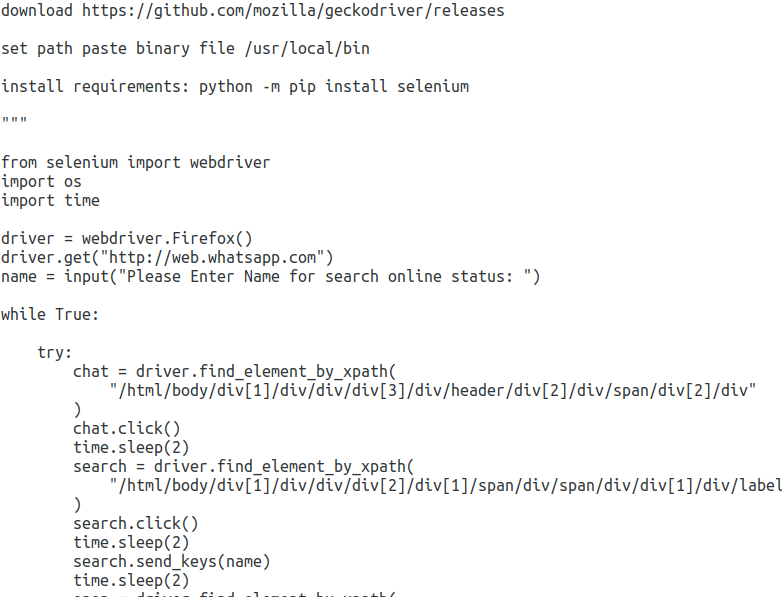 download https://github.com/mozilla/geckodriver/releases
set path paste binary file /usr/local/bin
install requirements: python -m pip install selenium
"""
from selenium import webdriver
import os
import time
driver = webdriver.Firefox()
driver.get("http://web.whatsapp.com")
name = input("Please Enter Name for search online status: ")
while True:
    try:
        chat = driver.find_element_by_xpath(
            "/html/body/div[1]/div/div/div[3]/div/header/div[2]/div/span/div[2]/div"
        )
        chat.click()
        time.sleep(2)
        search = driver.find_element_by_xpath(
            "/html/body/div[1]/div/div/div[2]/div[1]/span/div/span/div/div[1]/div/label
        )
        search.click()
        time.sleep(2)
        search.send_keys(name)
        time.sleep(2)